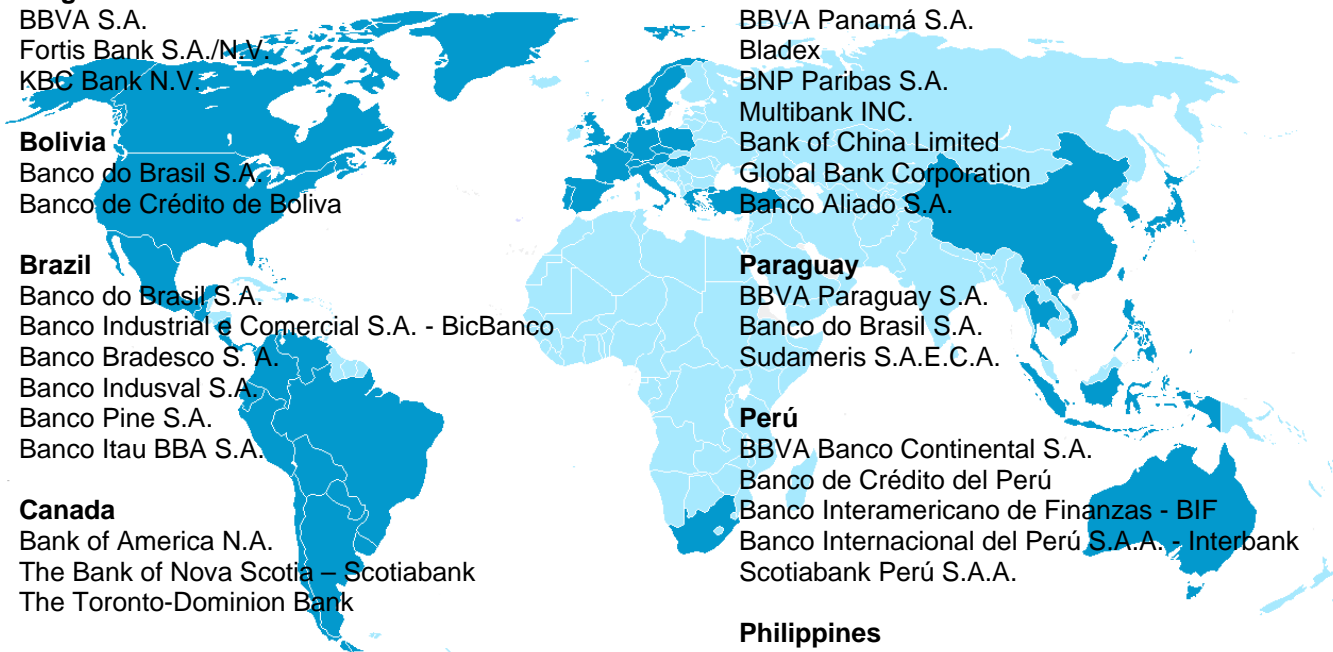 BBVA S.A.
Fortis Bank S.A./N.V.
KBC Bank N.V.
Bolivia
Banco do Brasil S.A.
Banco de Crédito de Boliva
Brazil
Banco do Brasil S.A.
Banco Industrial e Comercial S.A. - BicBanco
Banco Bradesco S. A.
Banco Indusval S.A.
Banco Pine S.A.
Banco Itau BBA S.A.
Canada
Bank of America N.A.
The Bank of Nova Scotia – Scotiabank
The Toronto-Dominion Bank
BBVA Panamá S.A.
Bladex
BNP Paribas S.A.
Multibank INC.
Bank of China Limited
Global Bank Corporation
Banco Aliado S.A.
Paraguay
BBVA Paraguay S.A.
Banco do Brasil S.A.
Sudameris S.A.E.C.A.
Perú
BBVA Banco Continental S.A.
Banco de Crédito del Perú
Banco Interamericano de Finanzas - BIF
Banco Internacional del Perú S.A.A. - Interbank
Scotiabank Perú S.A.A.
Philippines